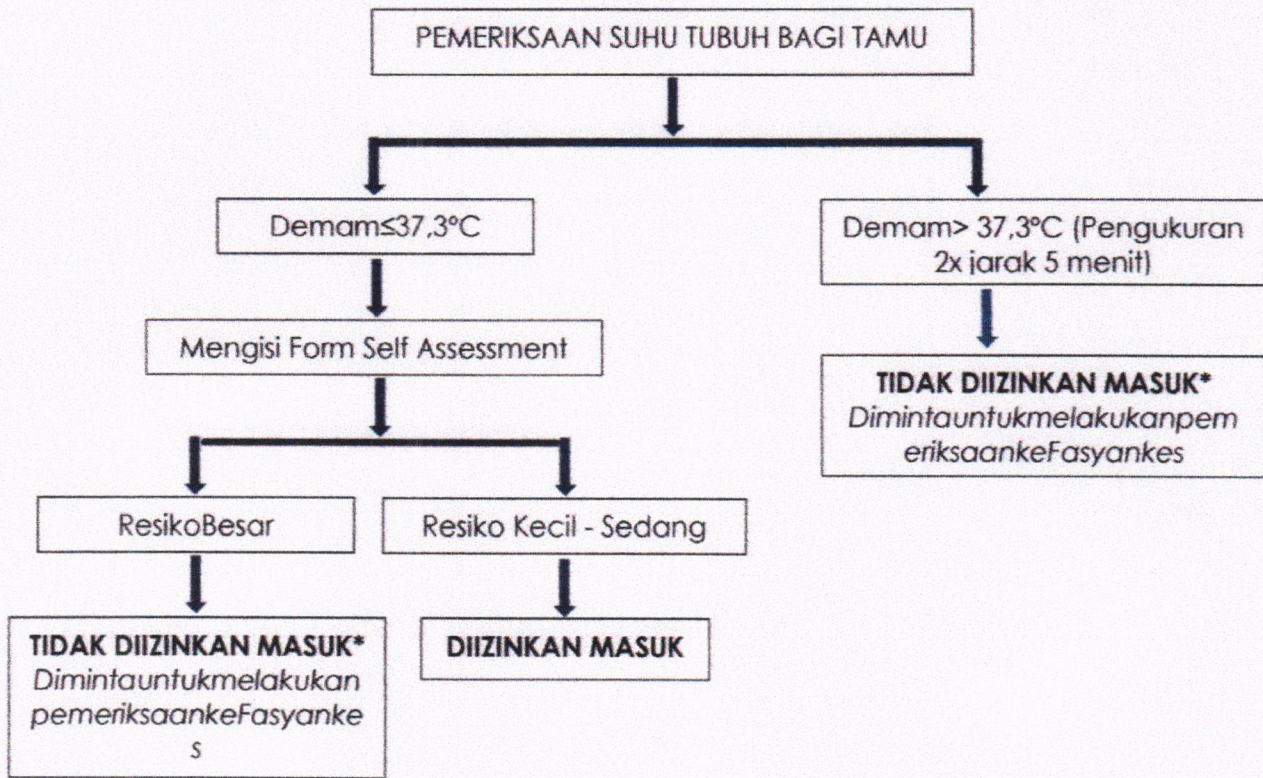 PEMERIKSAAN SUHU TUBUH BAGI TAMU
Demam≤37,3°C
Demam> 37,3°C (Pengukuran
2x jarak 5 menit)
Mengisi Form Self Assessment
TIDAK DIIZINKAN MASUK*
Dimintauntukmelakukanpem
eriksaankeFasyankes
ResikoBesar
Resiko Kecil - Sedang
TIDAK DIIZINKAN MASUK*
Dimintauntukmelakukan
pemeriksaankeFasyanke
s
DIIZINKAN MASUK